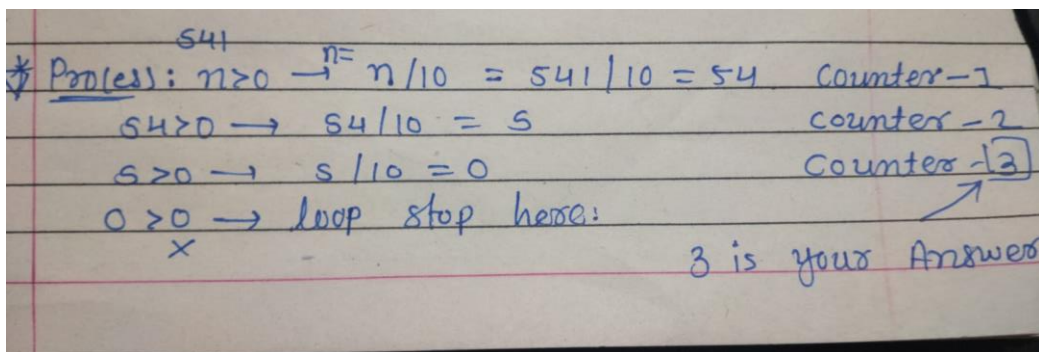 541
* Process: n>0 → n= n/10 = 541/10 = 54 Counter-1
54>0 → 54/10 = 5 counter-2
5>0 → 5/10 = 0 Counter-3
0>0 → loop stop here:
×
3 is your Answer